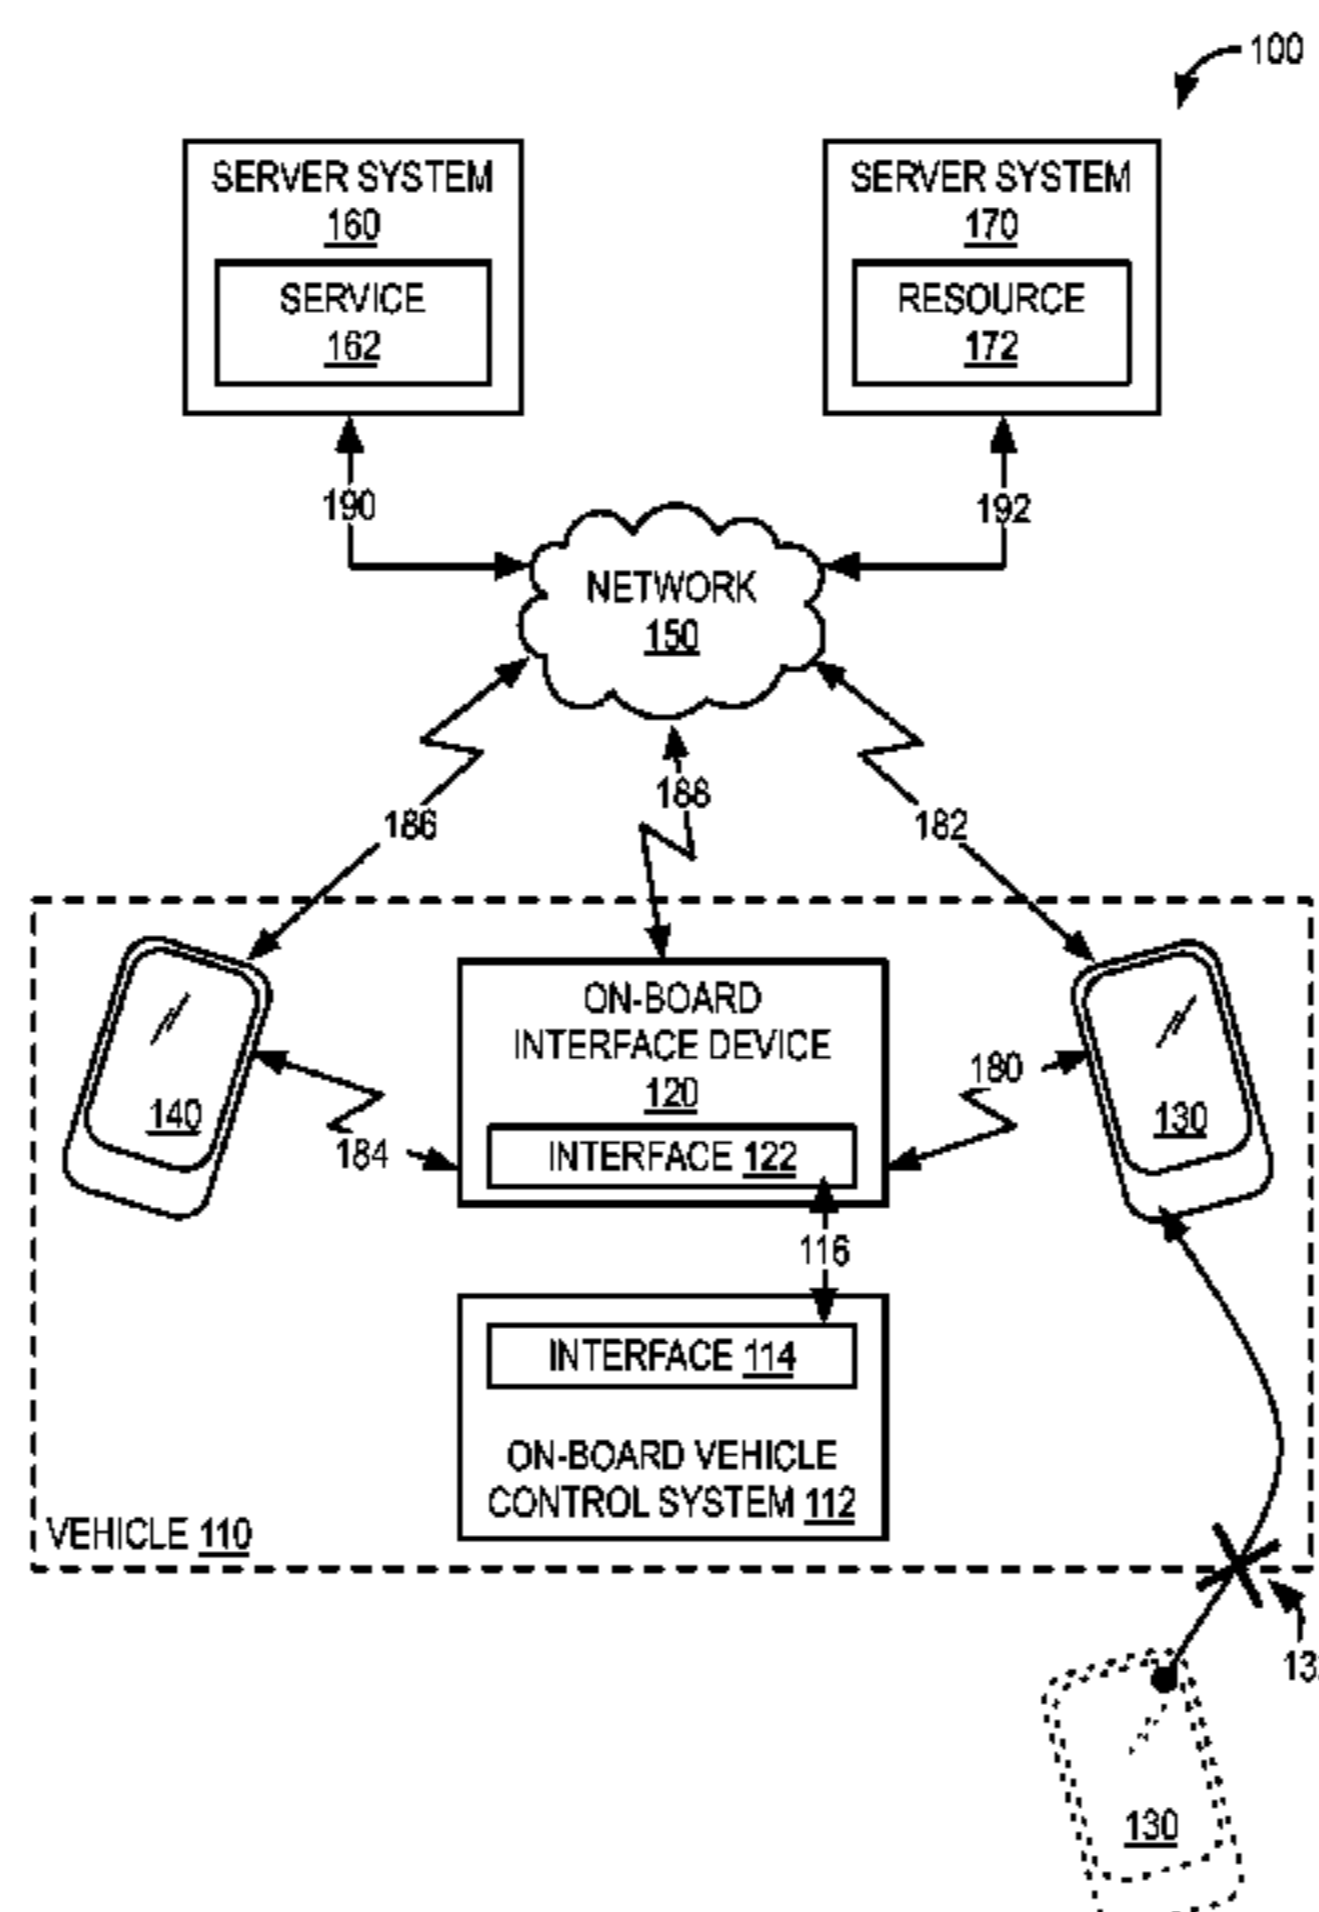 100
SERVER SYSTEM
160
SERVICE
162
SERVER SYSTEM
170
RESOURCE
172
190
192
NETWORK
150
186
188
182
ON-BOARD
INTERFACE DEVICE
120
INTERFACE 122
140
184
180
130
116
INTERFACE 114
ON-BOARD VEHICLE
CONTROL SYSTEM 112
VEHICLE 110
130